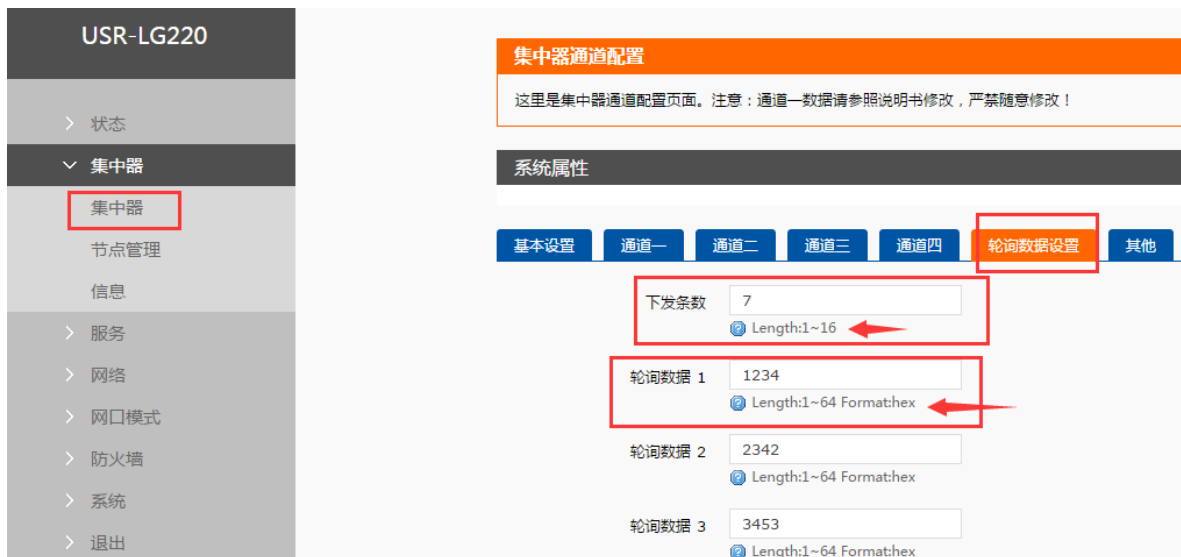 USR-LG220
状态
集中器
集中器
节点管理
信息
服务
网络
网口模式
防火墙
系统
退出
集中器通道配置
这里是集中器通道配置页面。注意：通道一数据请参照说明书修改，严禁随意修改！
系统属性
基本设置 通道一 通道二 通道三 通道四 轮询数据设置 其他
下发条数 7
Length:1~16
轮询数据 1 1234
Length:1~64 Format:hex
轮询数据 2 2342
Length:1~64 Format:hex
轮询数据 3 3453
Length:1~64 Format:hex